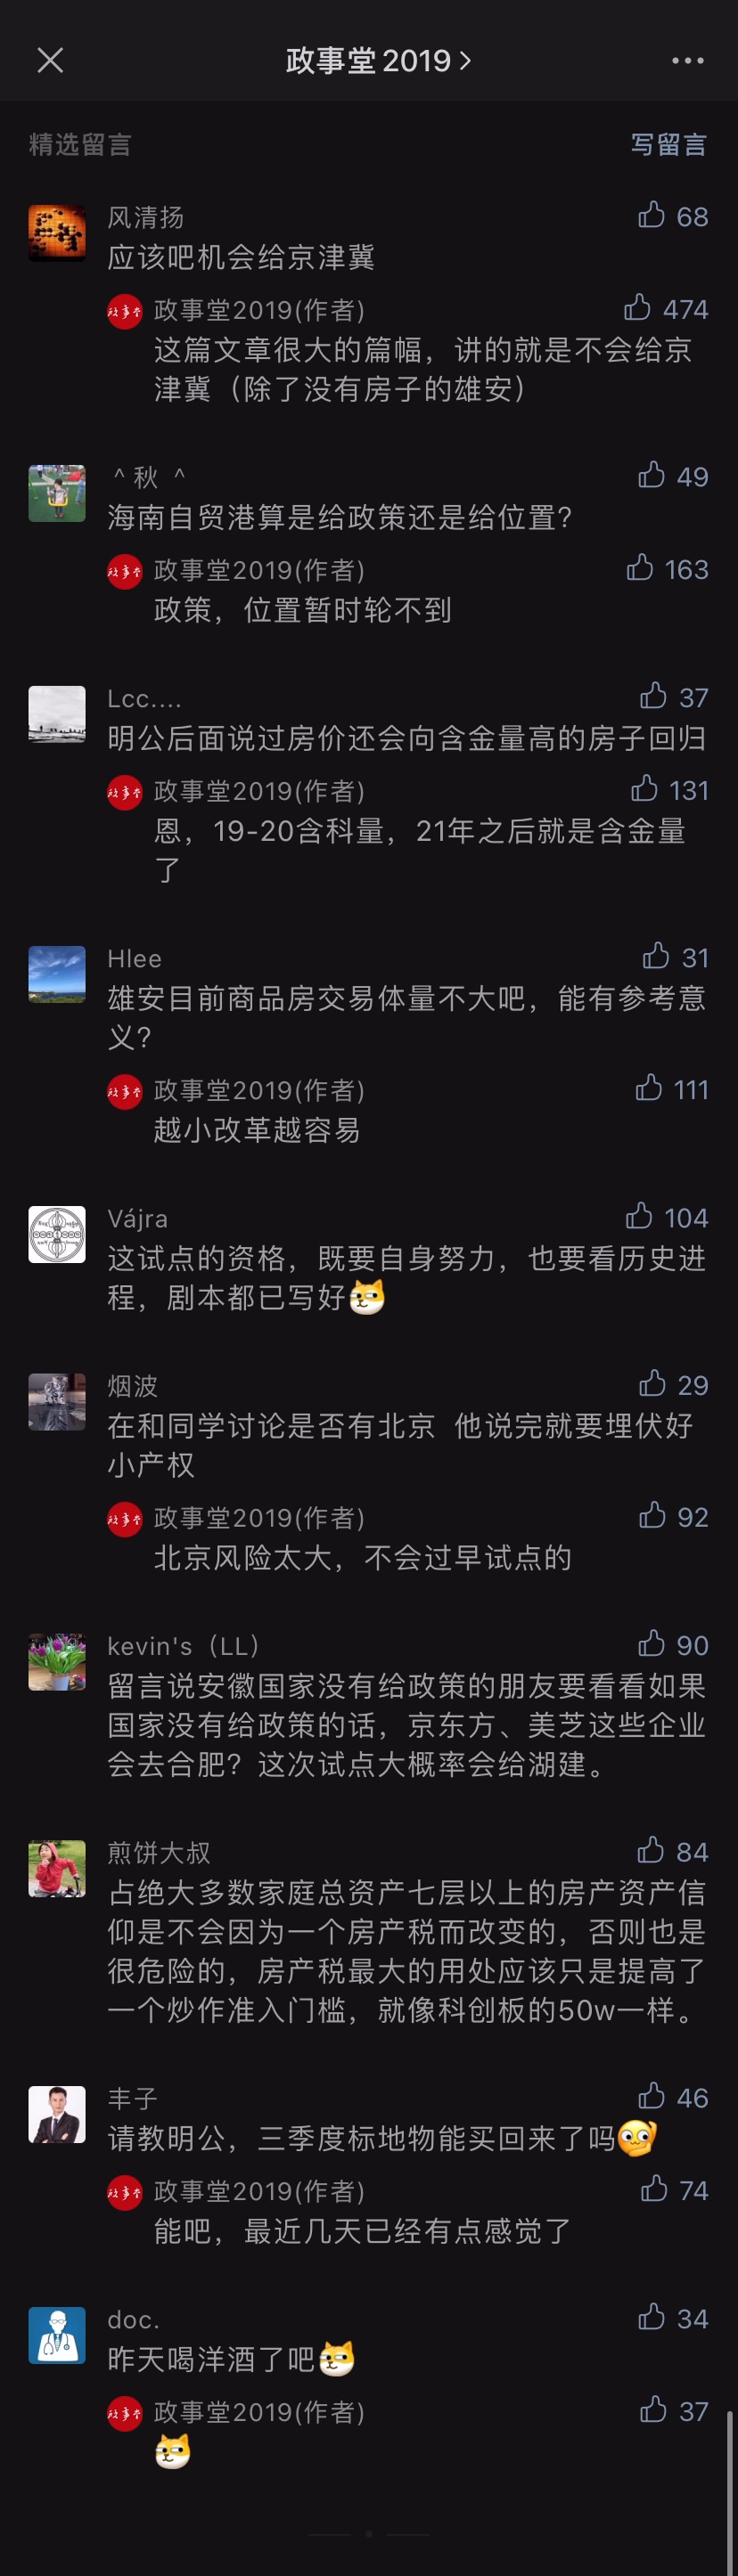 政事堂2019
精选留言
写留言
风清扬
68
应该吧机会给京津冀
政事堂2019(作者)
474
这篇文章很大的篇幅，讲的就是不会给京
津冀（除了没有房子的雄安）
＾秋 ＾
49
海南自贸港算是给政策还是给位置?
政事堂2019(作者)
163
政策，位置暂时轮不到
Lcc....
37
明公后面说过房价还会向含金量高的房子回归
政事堂2019(作者)
131
恩，19-20含科量，21年之后就是含金量
了
Hlee
31
雄安目前商品房交易体量不大吧，能有参考意
义?
政事堂2019(作者)
111
越小改革越容易
Vájra
104
这试点的资格，既要自身努力，也要看历史进
程，剧本都已写好
烟波
29
在和同学讨论是否有北京 他说完就要埋伏好
小产权
政事堂2019(作者)
92
北京风险太大，不会过早试点的
kevin's（LL）
90
留言说安徽国家没有给政策的朋友要看看如果
国家没有给政策的话，京东方、美芝这些企业
会去合肥？这次试点大概率会给湖建。
煎饼大叔
84
占绝大多数家庭总资产七层以上的房产资产信
仰是不会因为一个房产税而改变的，否则也是
很危险的，房产税最大的用处应该只是提高了
一个炒作准入门槛，就像科创板的50w一样。
丰子
46
请教明公，三季度标地物能买回来了吗
政事堂2019(作者)
74
能吧，最近几天已经有点感觉了
doc.
34
昨天喝洋酒了吧
政事堂2019(作者)
37